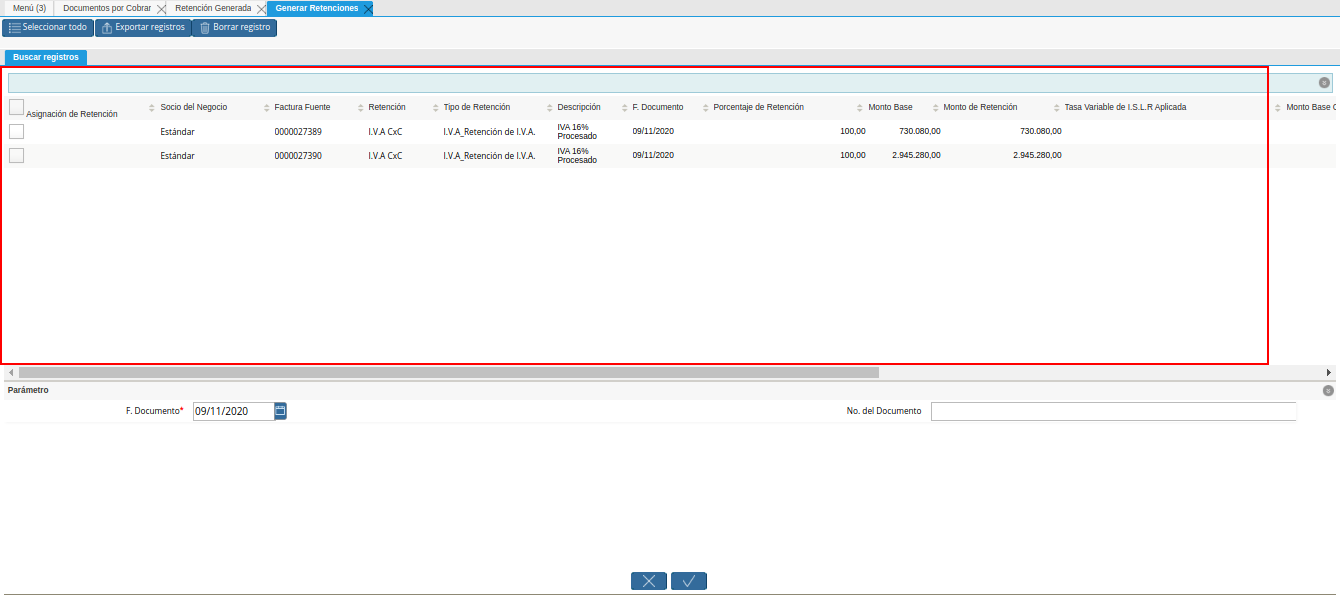 Menú (3) Documentos por Cobrar Retención Generada Generar Retenciones
Seleccionar todo Exportar registros Borrar registro
Buscar registros
Asignación de Retención Socio del Negocio Factura Fuente Retención Tipo de Retención Descripción F. Documento Porcentaje de Retención Monto Base Monto de Retención Tasa Variable de I.S.L.R Aplicada Monto Base
Estándar 0000027389 I.V.A CxC I.V.A_Retención de I.V.A. IVA 16% Procesado 09/11/2020 100,00 730.080,00 730.080,00
Estándar 0000027390 I.V.A CxC I.V.A_Retención de I.V.A. IVA 16% Procesado 09/11/2020 100,00 2.945.280,00 2.945.280,00
Parámetro
F. Documento* 09/11/2020 No. del Documento